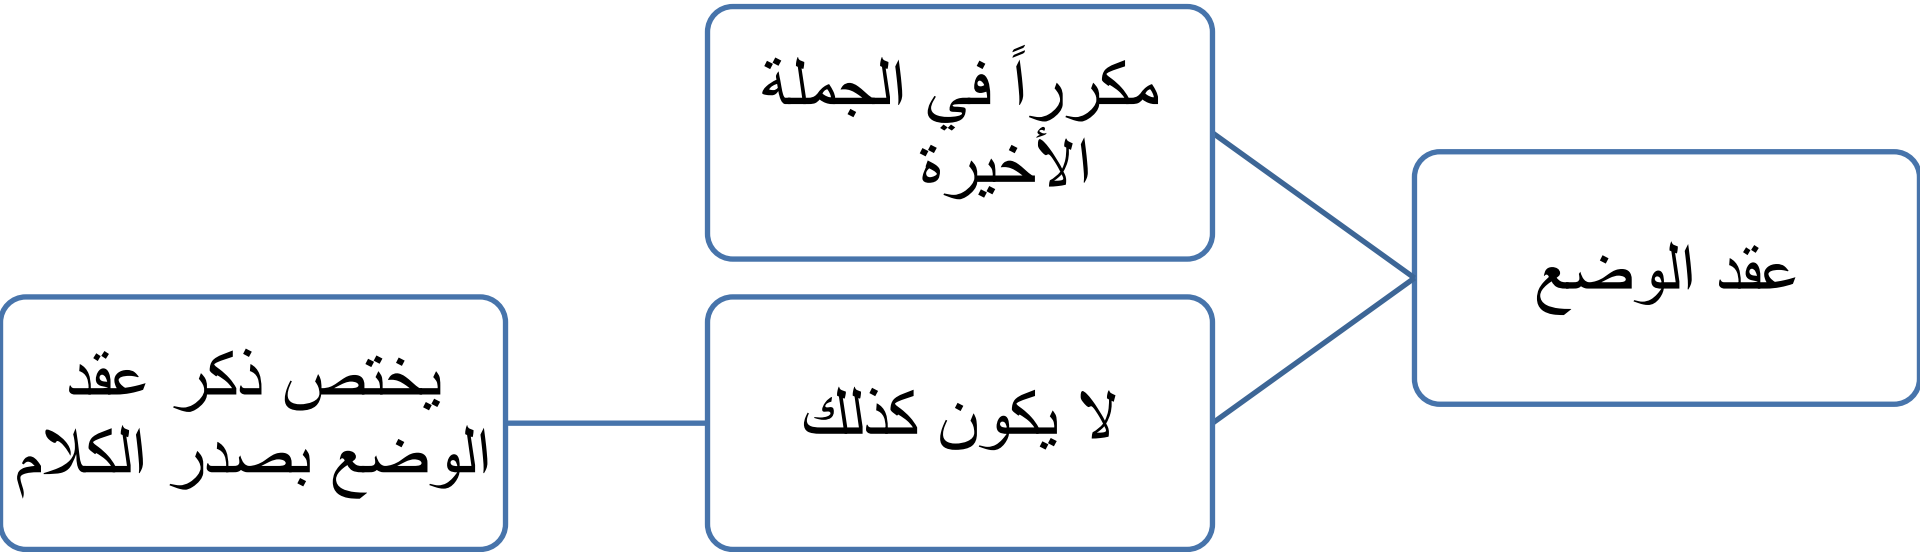 عقد الوضع
مكرراً في الجملة
الأخيرة
لا يكون كذلك
يختص ذكر عقد
الوضع بصدر الكلام